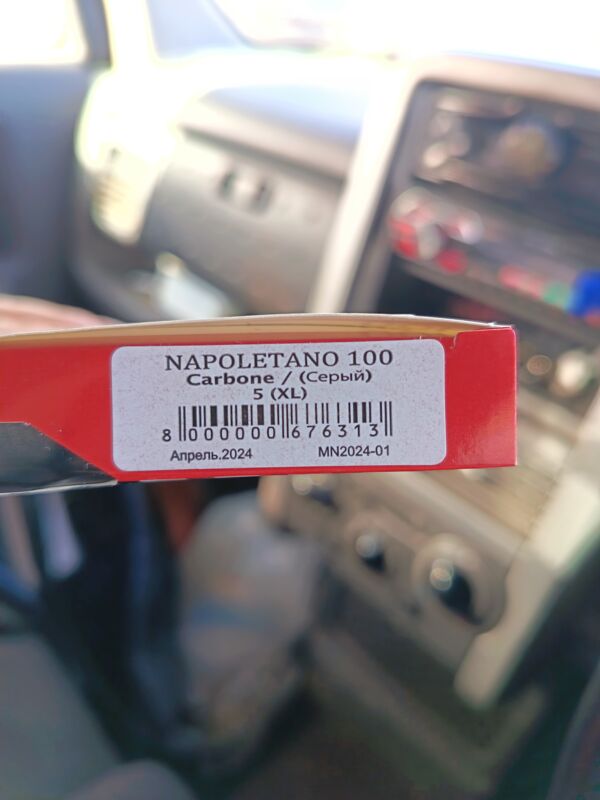 NAPOLETANO 100
Carbone / (Серый)
5 (XL)
8 000000 676313
Апрель.2024 MN2024-01